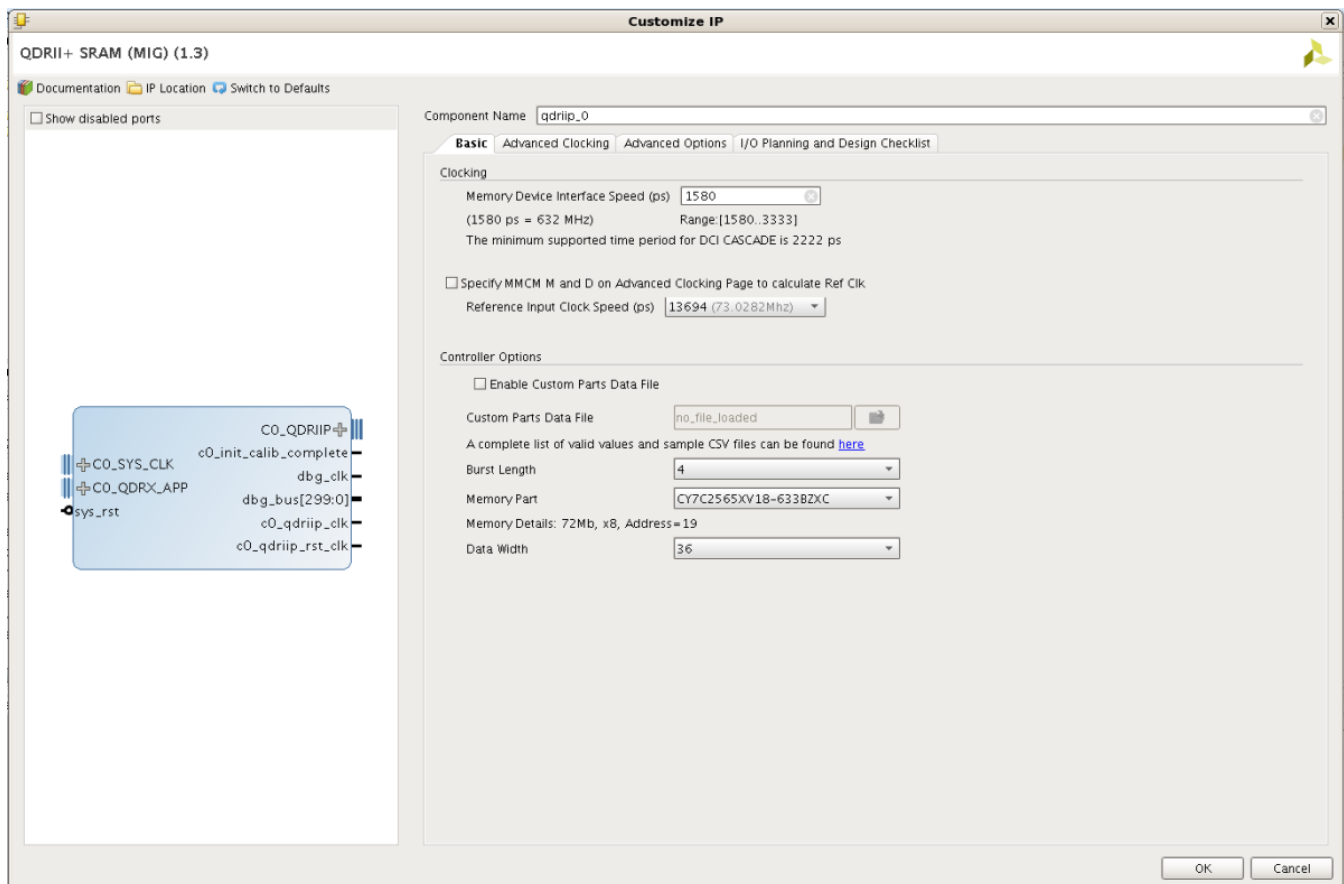 Customize IP
QDRII+ SRAM (MIG) (1.3)
Documentation IP Location Switch to Defaults
Show disabled ports
C0_QDRIIP
c0_init_calib_complete
C0_SYS_CLK
dbg_clk
C0_QDRX_APP
dbg_bus[299:0]
sys_rst
c0_qdriip_clk
c0_qdriip_rst_clk
Component Name qdriip_0
Basic Advanced Clocking Advanced Options I/O Planning and Design Checklist
Clocking
Memory Device Interface Speed (ps) 1580
(1580 ps = 632 MHz) Range:[1580..3333]
The minimum supported time period for DCI CASCADE is 2222 ps
Specify MMCM M and D on Advanced Clocking Page to calculate Ref Clk
Reference Input Clock Speed (ps) 13694 (73.0282Mhz)
Controller Options
Enable Custom Parts Data File
Custom Parts Data File no_file_loaded
A complete list of valid values and sample CSV files can be found here
Burst Length 4
Memory Part CY7C2565XV18-633BZXC
Memory Details: 72Mb, x8, Address=19
Data Width 36
OK Cancel